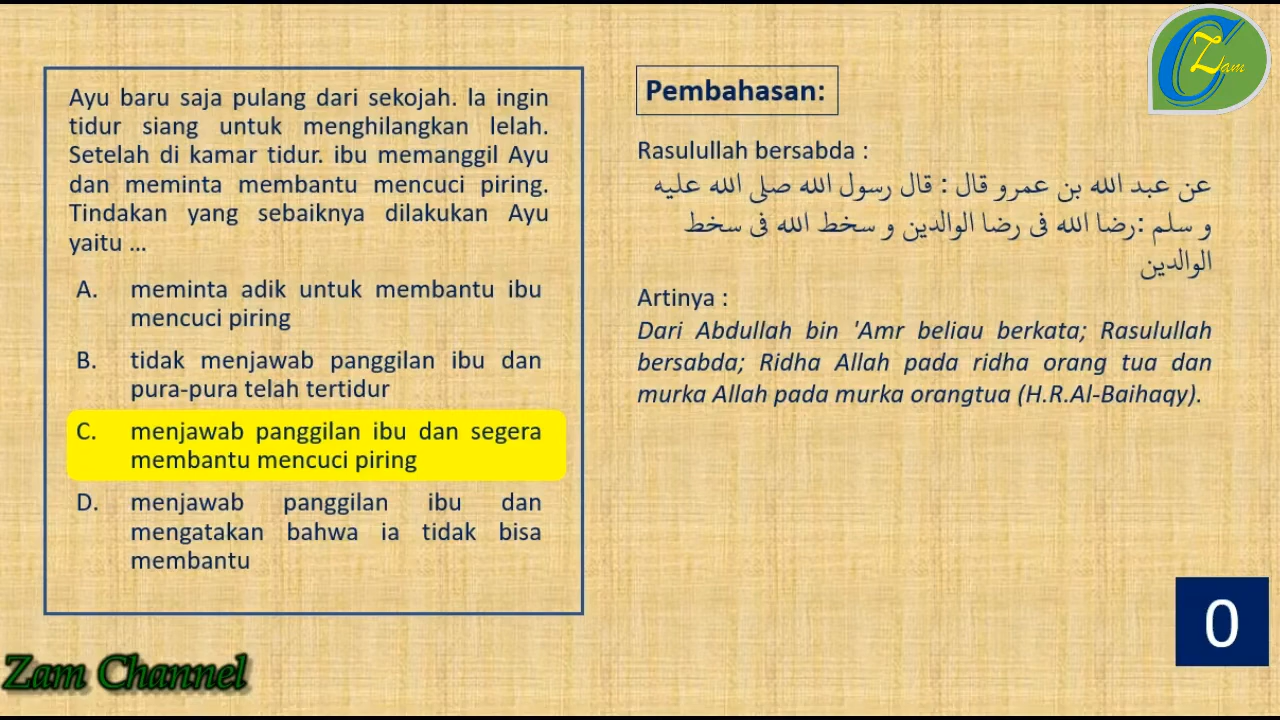 Ayu baru saja pulang dari sekojah. Ia ingin
tidur siang untuk menghilangkan lelah.
Setelah di kamar tidur. ibu memanggil Ayu
dan meminta membantu mencuci piring.
Tindakan yang sebaiknya dilakukan Ayu
yaitu ...
A. meminta adik untuk membantu ibu
mencuci piring
B. tidak menjawab panggilan ibu dan
pura-pura telah tertidur
C. menjawab panggilan ibu dan segera
membantu mencuci piring
D. menjawab panggilan ibu dan
mengatakan bahwa ia tidak bisa
membantu
Pembahasan:
Rasulullah bersabda :
عن عبد الله بن عمرو قال : قال رسول الله صلى الله عليه
و سلم :رضا الله فى رضا الوالدين و سخط الله فى سخط
الوالدين
Artinya :
Dari Abdullah bin 'Amr beliau berkata; Rasulullah
bersabda; Ridha Allah pada ridha orang tua dan
murka Allah pada murka orangtua (H.R.Al-Baihaqy).
C Zam
0
Zam Channel